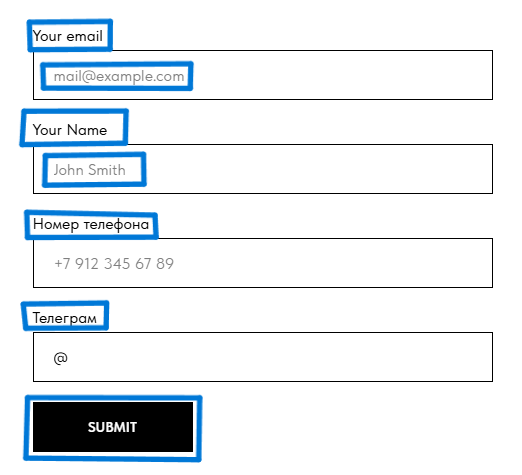 Your email
mail@example.com
Your Name
John Smith
Номер телефона
+7 912 345 67 89
Телеграм
@
SUBMIT